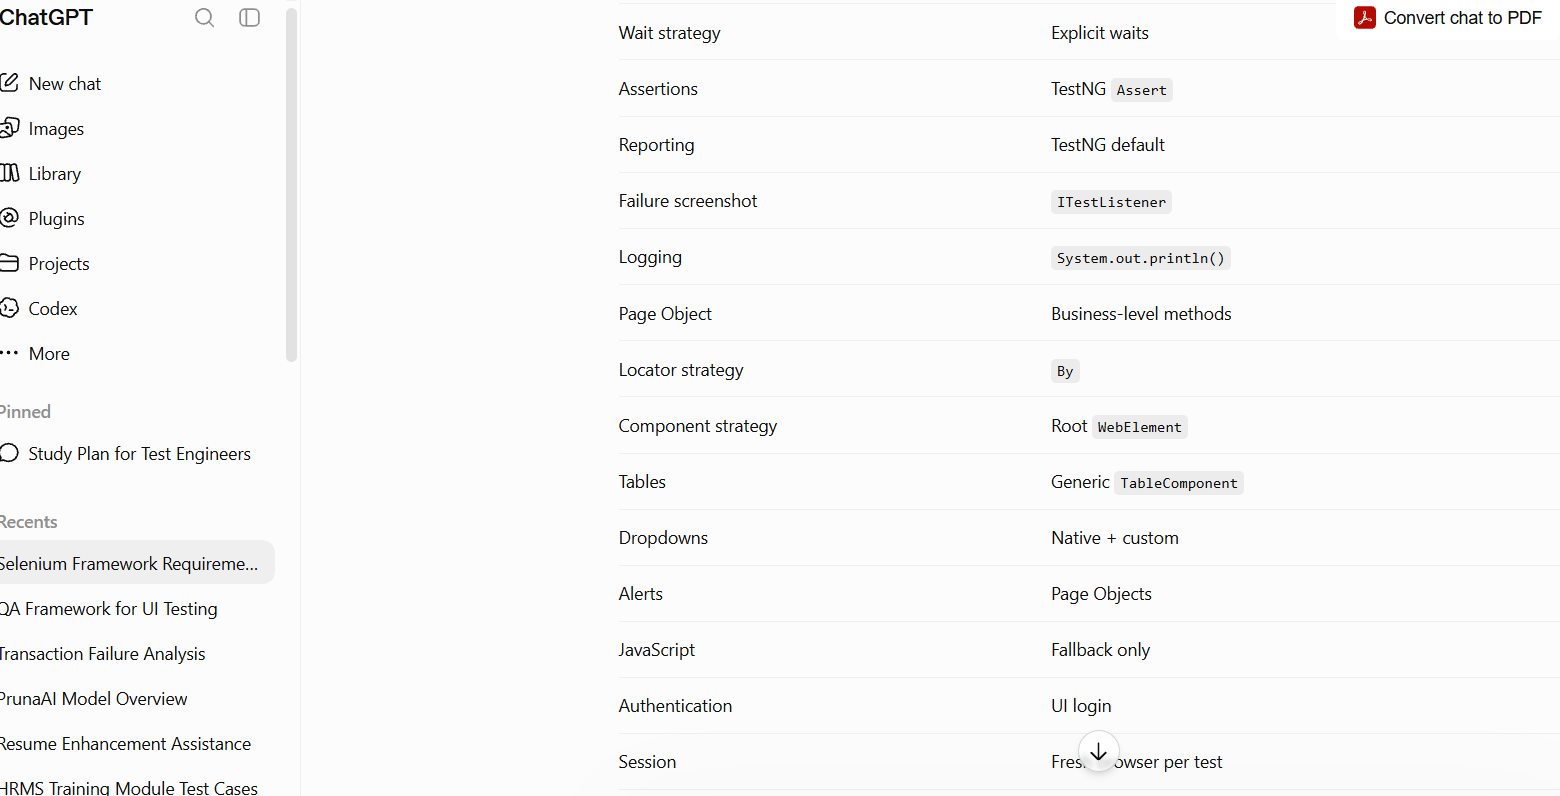 ChatGPT
New chat
Images
Library
Plugins
Projects
Codex
More
Pinned
Study Plan for Test Engineers
Recents
Selenium Framework Requireme...
QA Framework for UI Testing
Transaction Failure Analysis
PrunaAI Model Overview
Resume Enhancement Assistance
HRMS Training Module Test Cases
Convert chat to PDF
Wait strategy Explicit waits
Assertions TestNG Assert
Reporting TestNG default
Failure screenshot ITestListener
Logging System.out.println()
Page Object Business-level methods
Locator strategy By
Component strategy Root WebElement
Tables Generic TableComponent
Dropdowns Native + custom
Alerts Page Objects
JavaScript Fallback only
Authentication UI login
Session Fresh browser per test